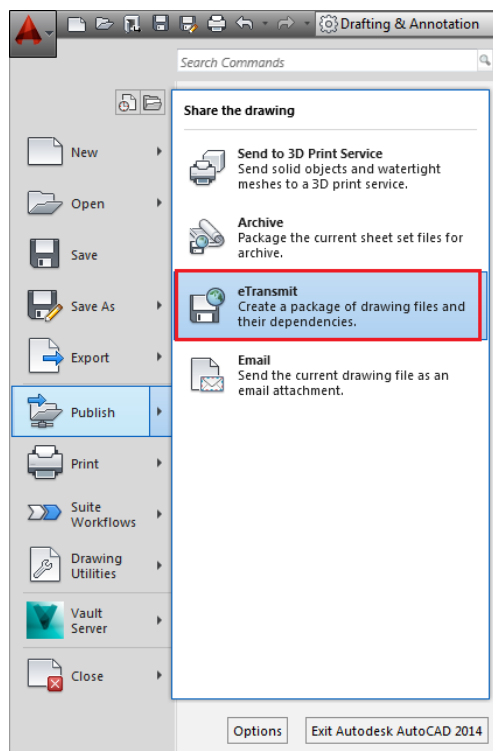 Drafting & Annotation
Search Commands
Share the drawing
New
Open
Save
Save As
Export
Publish
Print
Suite
Workflows
Drawing
Utilities
Vault
Server
Close
Send to 3D Print Service
Send solid objects and watertight
meshes to a 3D print service.
Archive
Package the current sheet set files for
archive.
eTransmit
Create a package of drawing files and
their dependencies.
Email
Send the current drawing file as an
email attachment.
Options
Exit Autodesk AutoCAD 2014